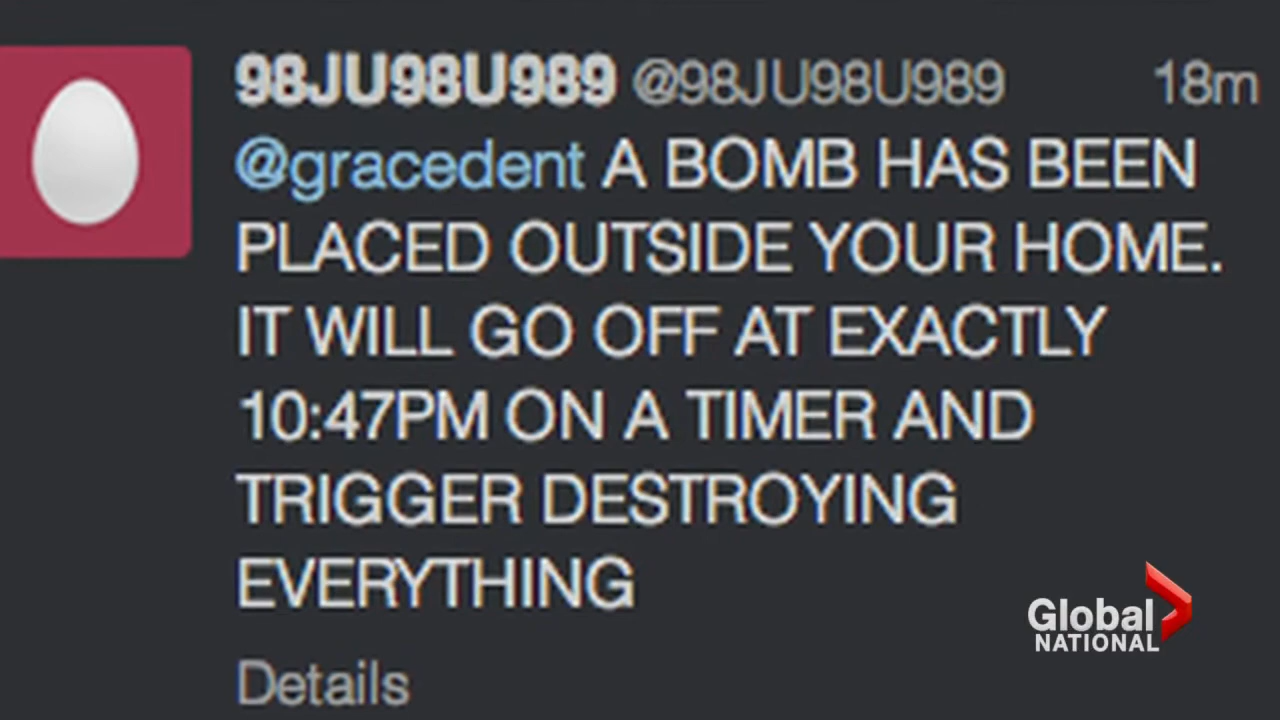 98JU98U989 @98JU98U989 18m
@gracedent A BOMB HAS BEEN
PLACED OUTSIDE YOUR HOME.
IT WILL GO OFF AT EXACTLY
10:47PM ON A TIMER AND
TRIGGER DESTROYING
EVERYTHING
Details
Global
NATIONAL